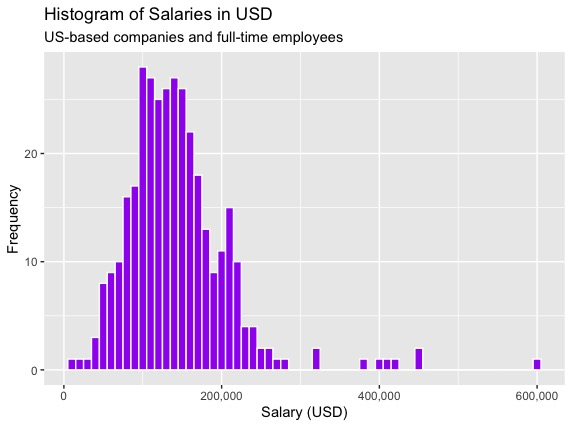 Histogram of Salaries in USD
US-based companies and full-time employees
Frequency
20
10
0
0 200,000 400,000 600,000
Salary (USD)